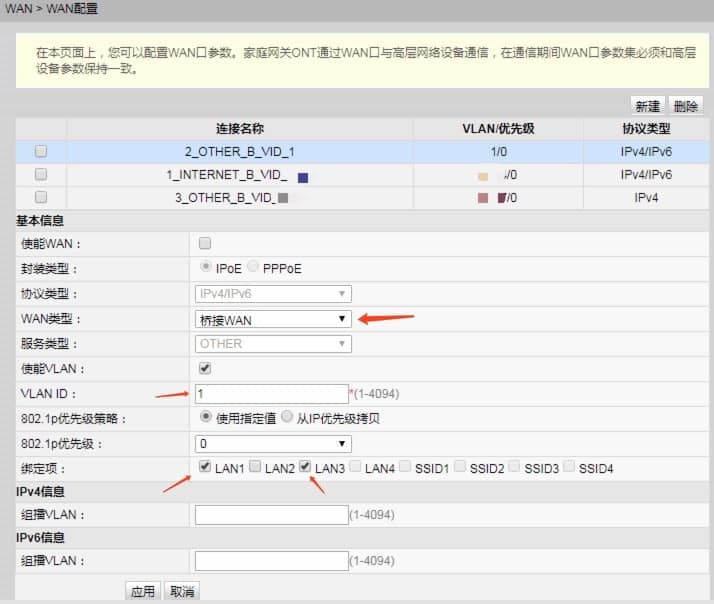 WAN > WAN配置
在本页面上，您可以配置WAN口参数。家庭网关ONT通过WAN口与高层网络设备通信，在通信期间WAN口参数集必须和高层
设备参数保持一致。
新建 删除
连接名称 VLAN/优先级 协议类型
2_OTHER_B_VID_1 1/0 IPv4/IPv6
1_INTERNET_B_VID_ /0 IPv4/IPv6
3_OTHER_B_VID_ /0 IPv4
基本信息
使能WAN：
封装类型： IPoE PPPoE
协议类型： IPv4/IPv6
WAN类型： 桥接WAN
服务类型： OTHER
使能VLAN：
VLAN ID： 1 *(1-4094)
802.1p优先级策略： 使用指定值 从IP优先级拷贝
802.1p优先级： 0
绑定项： LAN1 LAN2 LAN3 LAN4 SSID1 SSID2 SSID3 SSID4
IPv4信息
组播VLAN： (1-4094)
IPv6信息
组播VLAN： (1-4094)
应用 取消